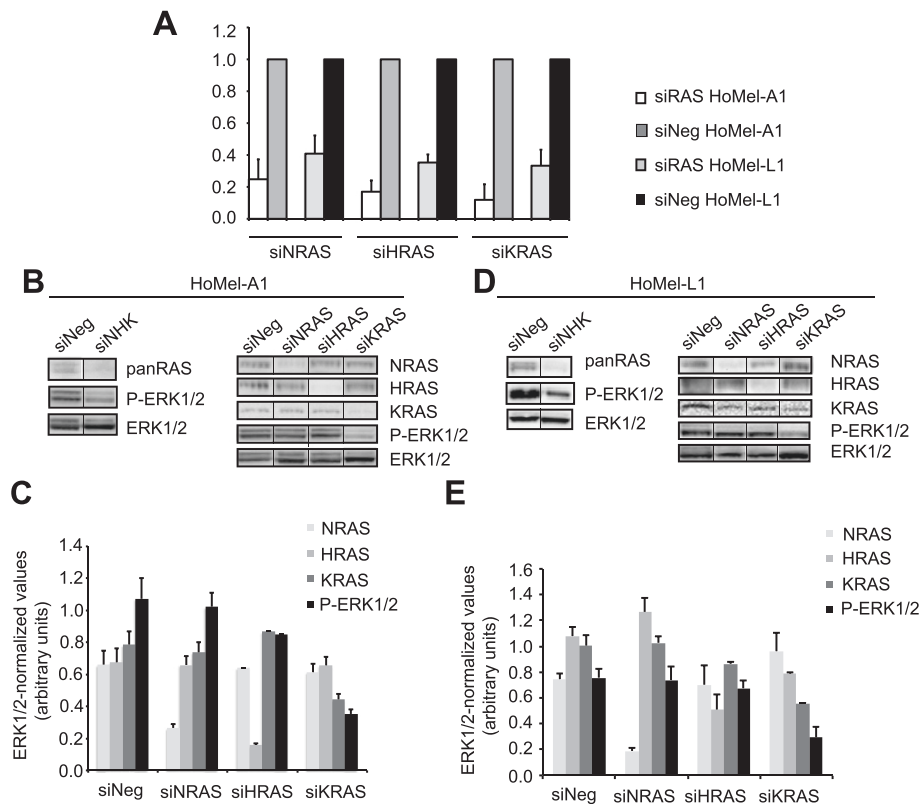 A
1.2
1.0
0.8
0.6
0.4
0.2
0.0
siNRAS siHRAS siKRAS
siRAS HoMel-A1
siNeg HoMel-A1
siRAS HoMel-L1
siNeg HoMel-L1
B
HoMel-A1
siNeg siNHK
panRAS
P-ERK1/2
ERK1/2
siNeg siNRAS siHRAS siKRAS
NRAS
HRAS
KRAS
P-ERK1/2
ERK1/2
D
HoMel-L1
siNeg siNHK
panRAS
P-ERK1/2
ERK1/2
siNeg siNRAS siHRAS siKRAS
NRAS
HRAS
KRAS
P-ERK1/2
ERK1/2
C
ERK1/2-normalized values
(arbitrary units)
1.4
1.2
1.0
0.8
0.6
0.4
0.2
0.0
siNeg siNRAS siHRAS siKRAS
NRAS
HRAS
KRAS
P-ERK1/2
E
ERK1/2-normalized values
(arbitrary units)
1.6
1.4
1.2
1.0
0.8
0.6
0.4
0.2
0.0
siNeg siNRAS siHRAS siKRAS
NRAS
HRAS
KRAS
P-ERK1/2